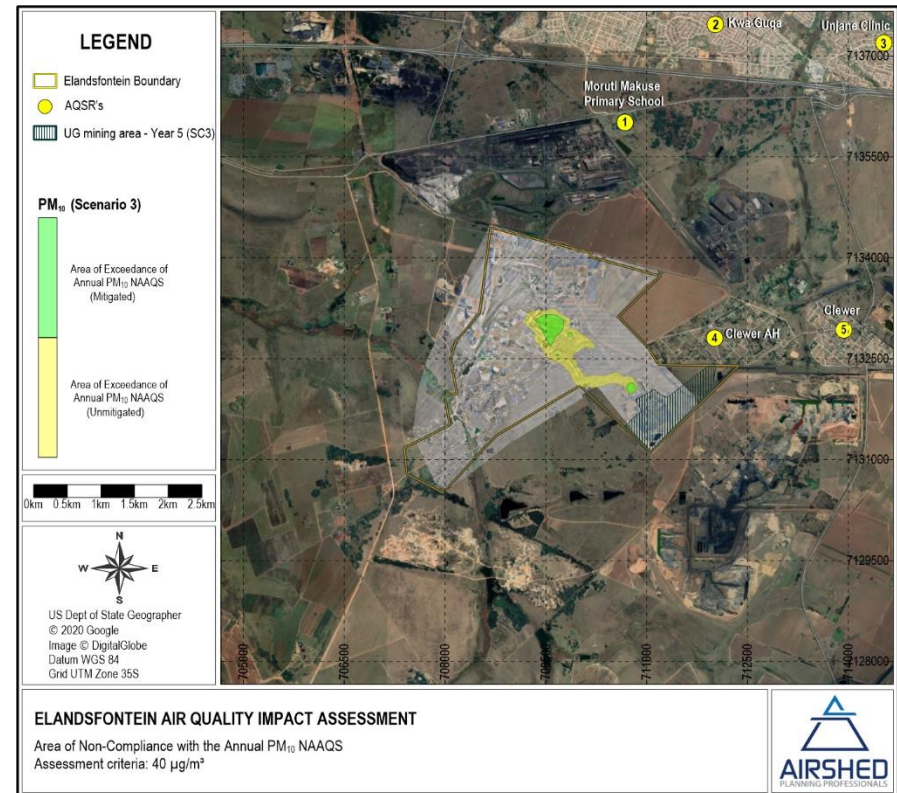 LEGEND
Elandsfontein Boundary
AQSR's
UG mining area - Year 5 (SC3)
PM₁₀ (Scenario 3)
Area of Exceedance of
Annual PM₁₀ NAAQS
(Mitigated)
Area of Exceedance of
Annual PM₁₀ NAAQS
(Unmitigated)
0km 0.5km 1km 1.5km 2km 2.5km
N
W E
S
US Dept of State Geographer
© 2020 Google
Image © DigitalGlobe
Datum WGS 84
Grid UTM Zone 35S
2 Kwa-Guqa
Unjane Clinic
3
7137000
Moruti Makuse
Primary School
1
7135500
7134000
Clewer
4 Clewer AH
5
7132500
7131000
7129500
7128000
705000 706500 708000 709500 711000 712500 714000
ELANDSFONTEIN AIR QUALITY IMPACT ASSESSMENT
Area of Non-Compliance with the Annual PM₁₀ NAAQS
Assessment criteria: 40 µg/m³
AIRSHED
PLANNING PROFESSIONALS